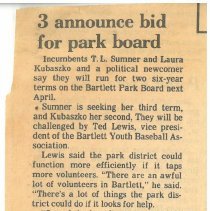 3 announce bid
for park board
Incumbents T. L. Sumner and Laura
Kubaszko and a political newcomer
say they will run for two six-year
terms on the Bartlett Park Board next
April.
Sumner is seeking her third term,
and Kubaszko her second. They will be
challenged by Ted Lewis, vice presi-
dent of the Bartlett Youth Baseball As-
sociation.
Lewis said the park district could
function more efficiently if it taps
more volunteers. "There are an awful
lot of volunteers in Bartlett," he said.
"There's a lot of things the park dis-
trict could do if it looks for help.